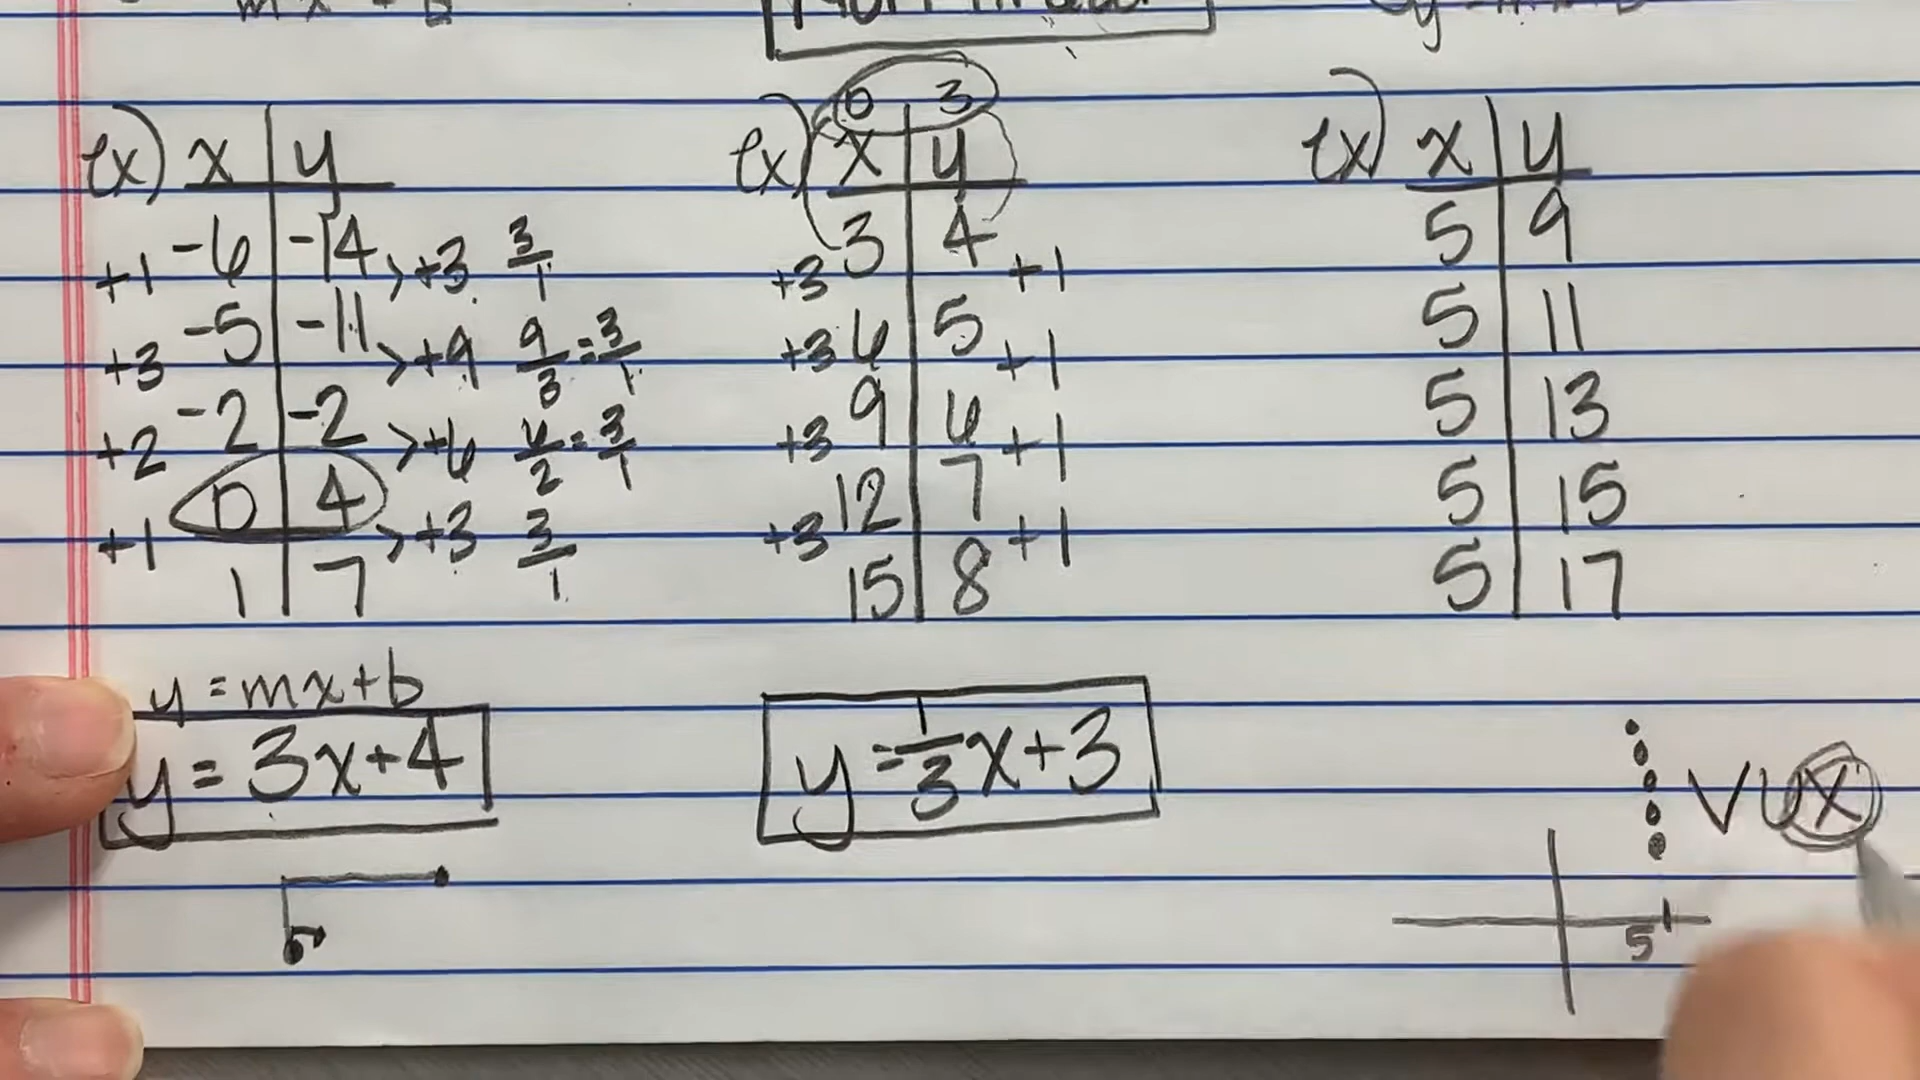 mx + b
0 3
ex) x y
ex) x y
ex) x y
-6 -14
3 4
5 9
+1 > +3 3/1
+3 +1
-5 -11
6 5
5 11
+3 > +9 9/3 = 3/1
+3 +1
-2 -2
9 6
5 13
+2 > +6 6/2 = 3/1
+3 +1
0 4
12 7
5 15
+1 > +3 3/1
+3 +1
1 7
15 8
5 17
y = mx + b
y = 3x + 4
y = 1/3 x + 3
VUX
5